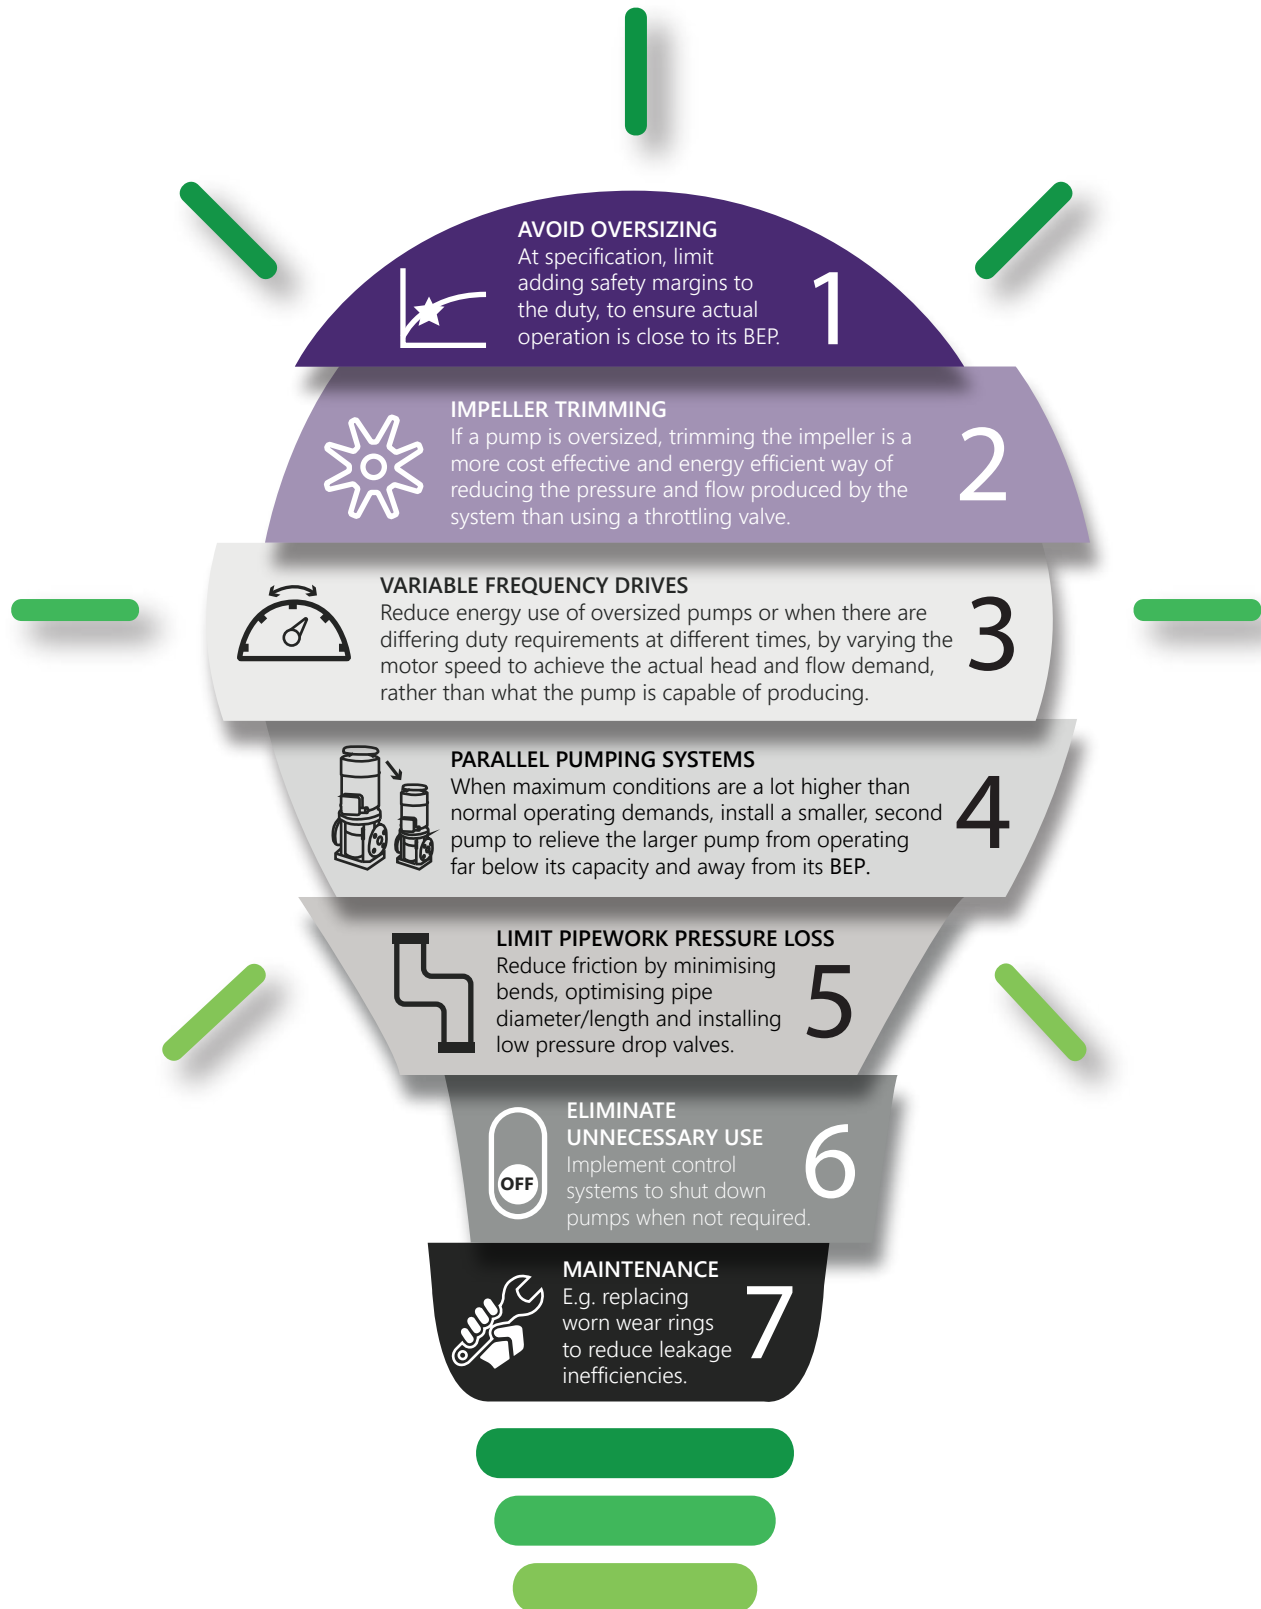 AVOID OVERSIZING
At specification, limit
adding safety margins to
the duty, to ensure actual
operation is close to its BEP.
1
IMPELLER TRIMMING
If a pump is oversized, trimming the impeller is a
more cost effective and energy efficient way of
reducing the pressure and flow produced by the
system than using a throttling valve.
2
VARIABLE FREQUENCY DRIVES
Reduce energy use of oversized pumps or when there are
differing duty requirements at different times, by varying the
motor speed to achieve the actual head and flow demand,
rather than what the pump is capable of producing.
3
PARALLEL PUMPING SYSTEMS
When maximum conditions are a lot higher than
normal operating demands, install a smaller, second
pump to relieve the larger pump from operating
far below its capacity and away from its BEP.
4
LIMIT PIPEWORK PRESSURE LOSS
Reduce friction by minimising
bends, optimising pipe
diameter/length and installing
low pressure drop valves.
5
ELIMINATE
UNNECESSARY USE
Implement control
systems to shut down
pumps when not required.
OFF
6
MAINTENANCE
E.g. replacing
worn wear rings
to reduce leakage
inefficiencies.
7